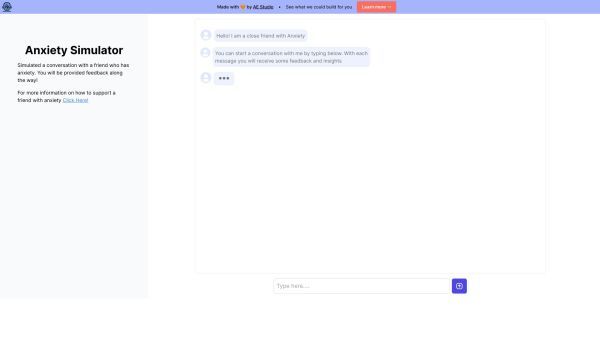 Made with 🧡 by AE Studio • See what we could build for you Learn more →
Anxiety Simulator
Simulated a conversation with a friend who has
anxiety. You will be provided feedback along
the way!
For more information on how to support a
friend with anxiety Click Here!
Hello! I am a close friend with Anxiety
You can start a conversation with me by typing below. With each
message you will receive some feedback and insights
Type here....